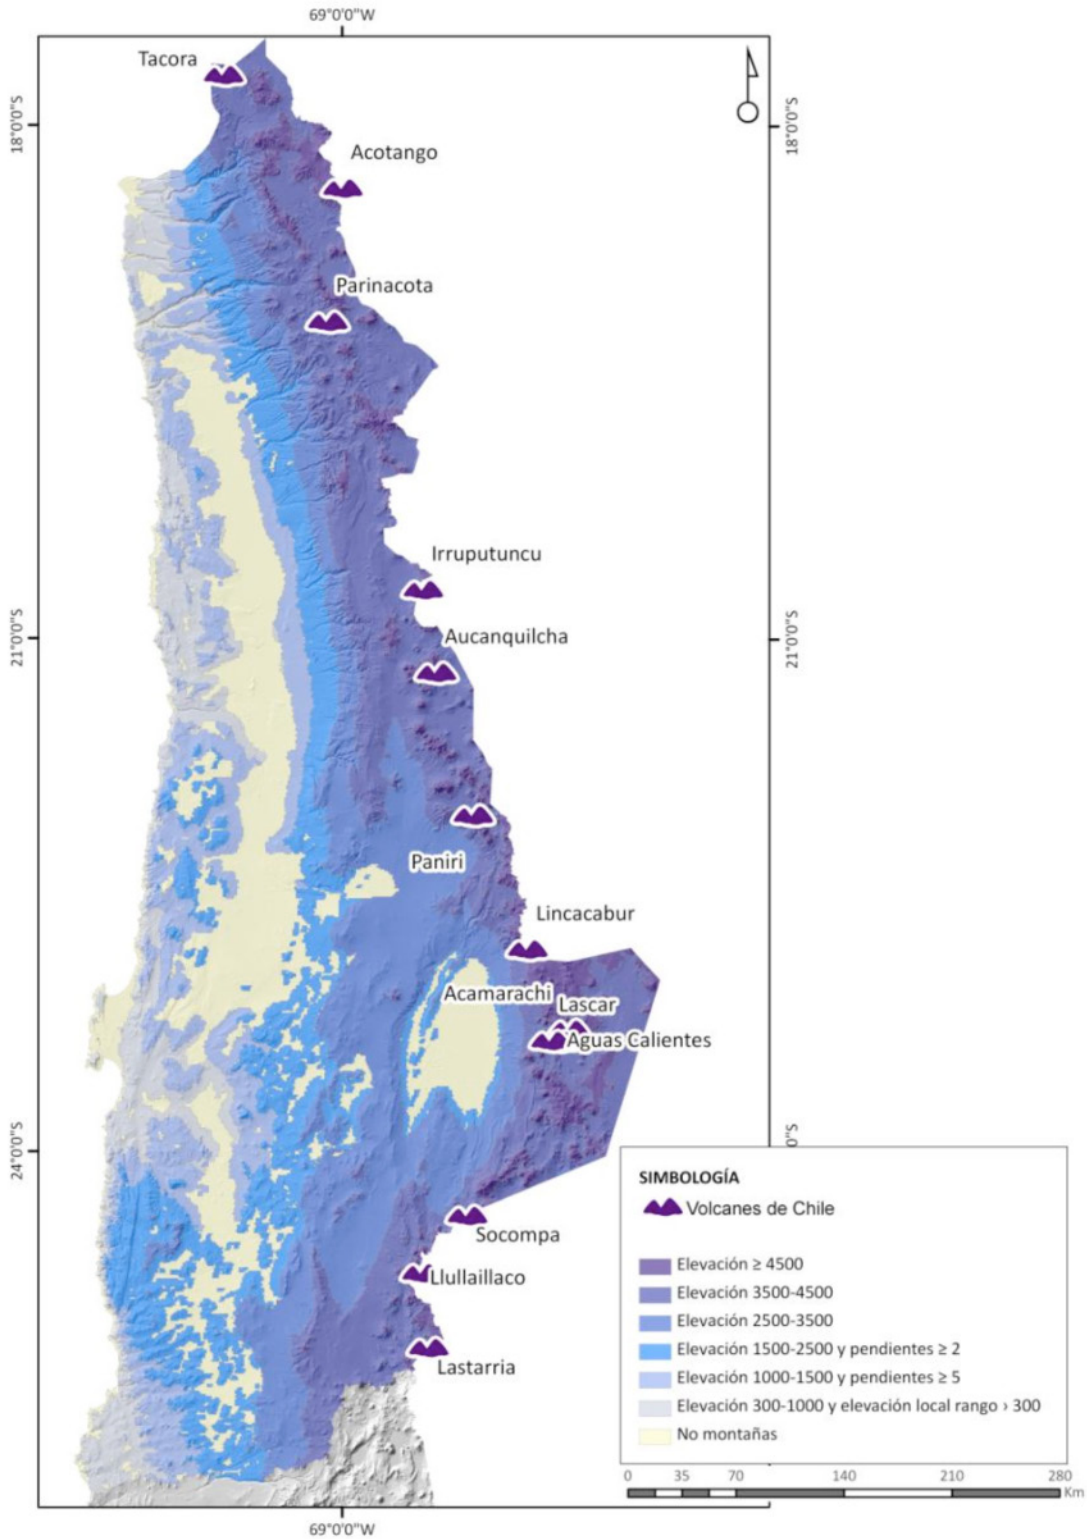 69°0'0"W
Tacora
18°0'0"S
18°0'0"S
Acotango
Parinacota
Irruputuncu
21°0'0"S
Aucanquilcha
21°0'0"S
Paniri
Lincacabur
Acamarachi
Lascar
Aguas Calientes
24°0'0"S
0"S
SIMBOLOGÍA
Volcanes de Chile
Socompa
Elevación ≥ 4500
Llullaillaco
Elevación 3500-4500
Elevación 2500-3500
Elevación 1500-2500 y pendientes ≥ 2
Lastarria
Elevación 1000-1500 y pendientes ≥ 5
Elevación 300-1000 y elevación local rango › 300
No montañas
0 35 70 140 210 280
Km
69°0'0"W